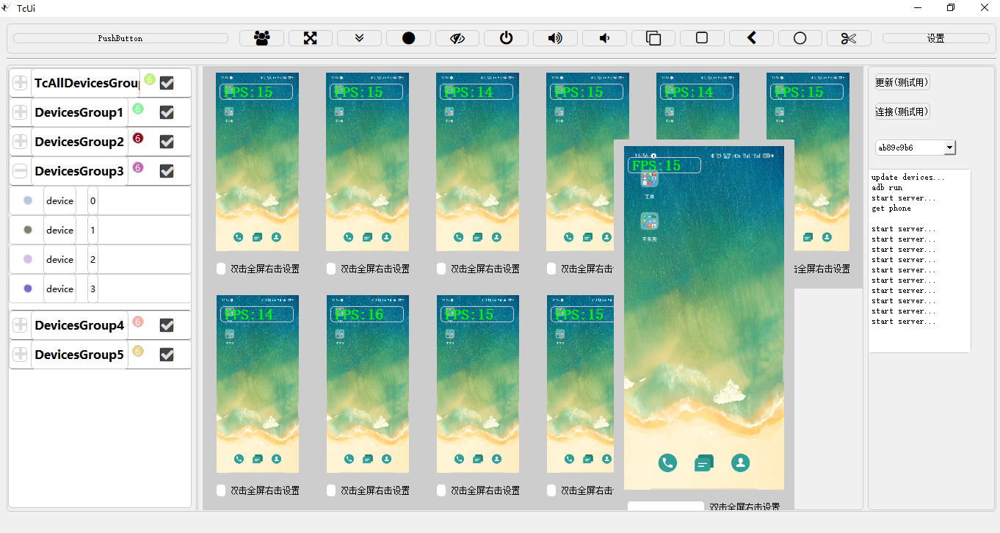 TcUi
PushButton
设置
TcAllDevicesGrou
6
DevicesGroup1
6
DevicesGroup2
6
DevicesGroup3
6
device 0
device 1
device 2
device 3
DevicesGroup4
6
DevicesGroup5
6
FPS:15
FPS:15
FPS:14
FPS:15
FPS:14
FPS:15
双击全屏右击设置
双击全屏右击设置
双击全屏右击设置
双击全屏右击设置
击全屏右击设置
FPS:14
FPS:16
FPS:15
FPS:15
双击全屏右击设置
双击全屏右击设置
双击全屏右击设置
双击全屏右击设
16:36
FPS:15
工具
不常用
双击全屏右击设置
更新(测试用)
连接(测试用)
ab89c9b6
update devices...
adb run
start server...
get phone
start server...
start server...
start server...
start server...
start server...
start server...
start server...
start server...
start server...
start server...